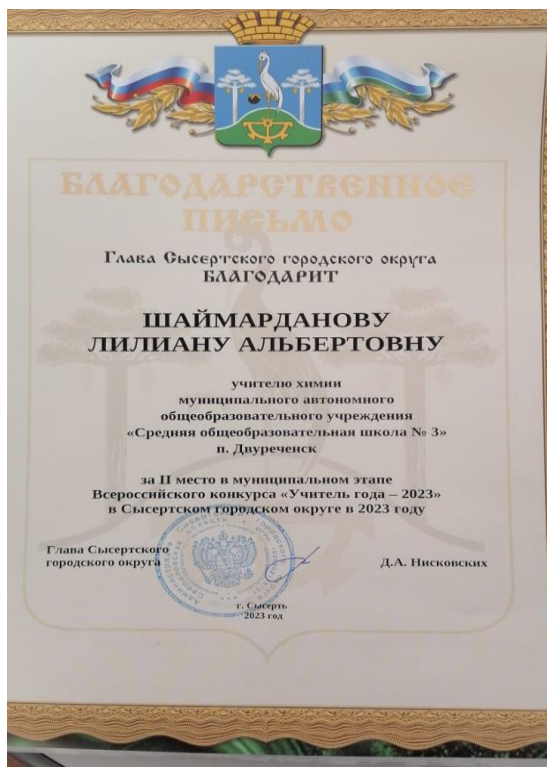 БЛАГОДАРСТВЕННОЕ
ПИСЬМО
Глава Сысертского городского округа
БЛАГОДАРИТ
ШАЙМАРДАНОВУ
ЛИЛИАНУ АЛЬБЕРТОВНУ
учителю химии
муниципального автономного
общеобразовательного учреждения
«Средняя общеобразовательная школа № 3»
п. Двуреченск
за II место в муниципальном этапе
Всероссийского конкурса «Учитель года – 2023»
в Сысертском городском округе в 2023 году
Глава Сысертского
городского округа
Д.А. Нисковских
г. Сысерть
2023 год